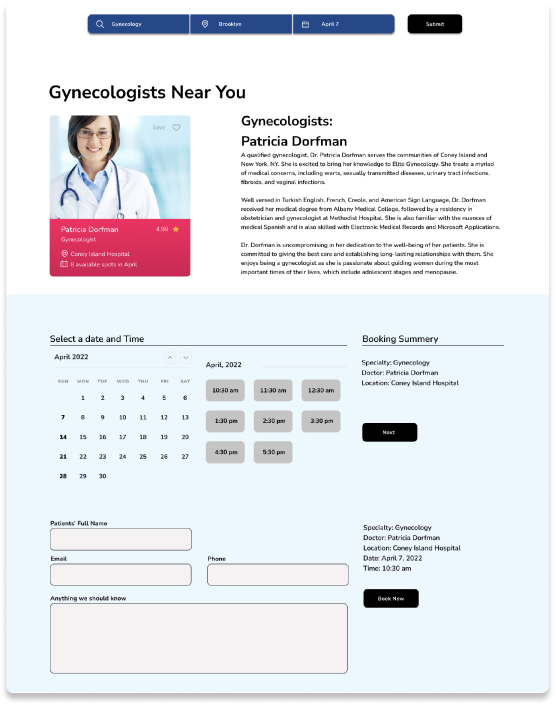 Gynecology Brooklyn April 7 Submit
Gynecologists Near You
Save
Patricia Dorfman 4.99
Gynecologist
Coney Island Hospital
8 available spots in April
Gynecologists:
Patricia Dorfman
A qualified gynecologist, Dr. Patricia Dorfman serves the communities of Coney Island and
New York, NY. She is excited to bring her knowledge to Elite Gynecology. She treats a myriad
of medical concerns, including warts, sexually transmitted diseases, urinary tract infections,
fibroids, and vaginal infections.
Well versed in Turkish English, French, Creole, and American Sign Language, Dr. Dorfman
received her medical degree from Albany Medical College, followed by a residency in
obstetrician and gynecologist at Methodist Hospital. She is also familiar with the nuances of
medical Spanish and is also skilled with Electronic Medical Records and Microsoft Applications.
Dr. Dorfman is uncompromising in her dedication to the well-being of her patients. She is
committed to giving the best care and establishing long-lasting relationships with them. She
enjoys being a gynecologist as she is passionate about guiding women during the most
important times of their lives, which include adolescent stages and menopause.
Select a date and Time
April 2022
SUN MON TUE WED THU FRI SAT
1 2 3 4 5 6
7 8 9 10 11 12 13
14 15 16 17 18 19 20
21 22 23 24 25 26 27
28 29 30
April, 2022
10:30 am 11:30 am 12:30 am
1:30 pm 2:30 pm 3:30 pm
4:30 pm 5:30 pm
Booking Summery
Specialty: Gynecology
Doctor: Patricia Dorfman
Location: Coney Island Hospital
Next
Patients' Full Name
Email Phone
Anything we should know
Specialty: Gynecology
Doctor: Patricia Dorfman
Location: Coney Island Hospital
Date: April 7, 2022
Time: 10:30 am
Book Now